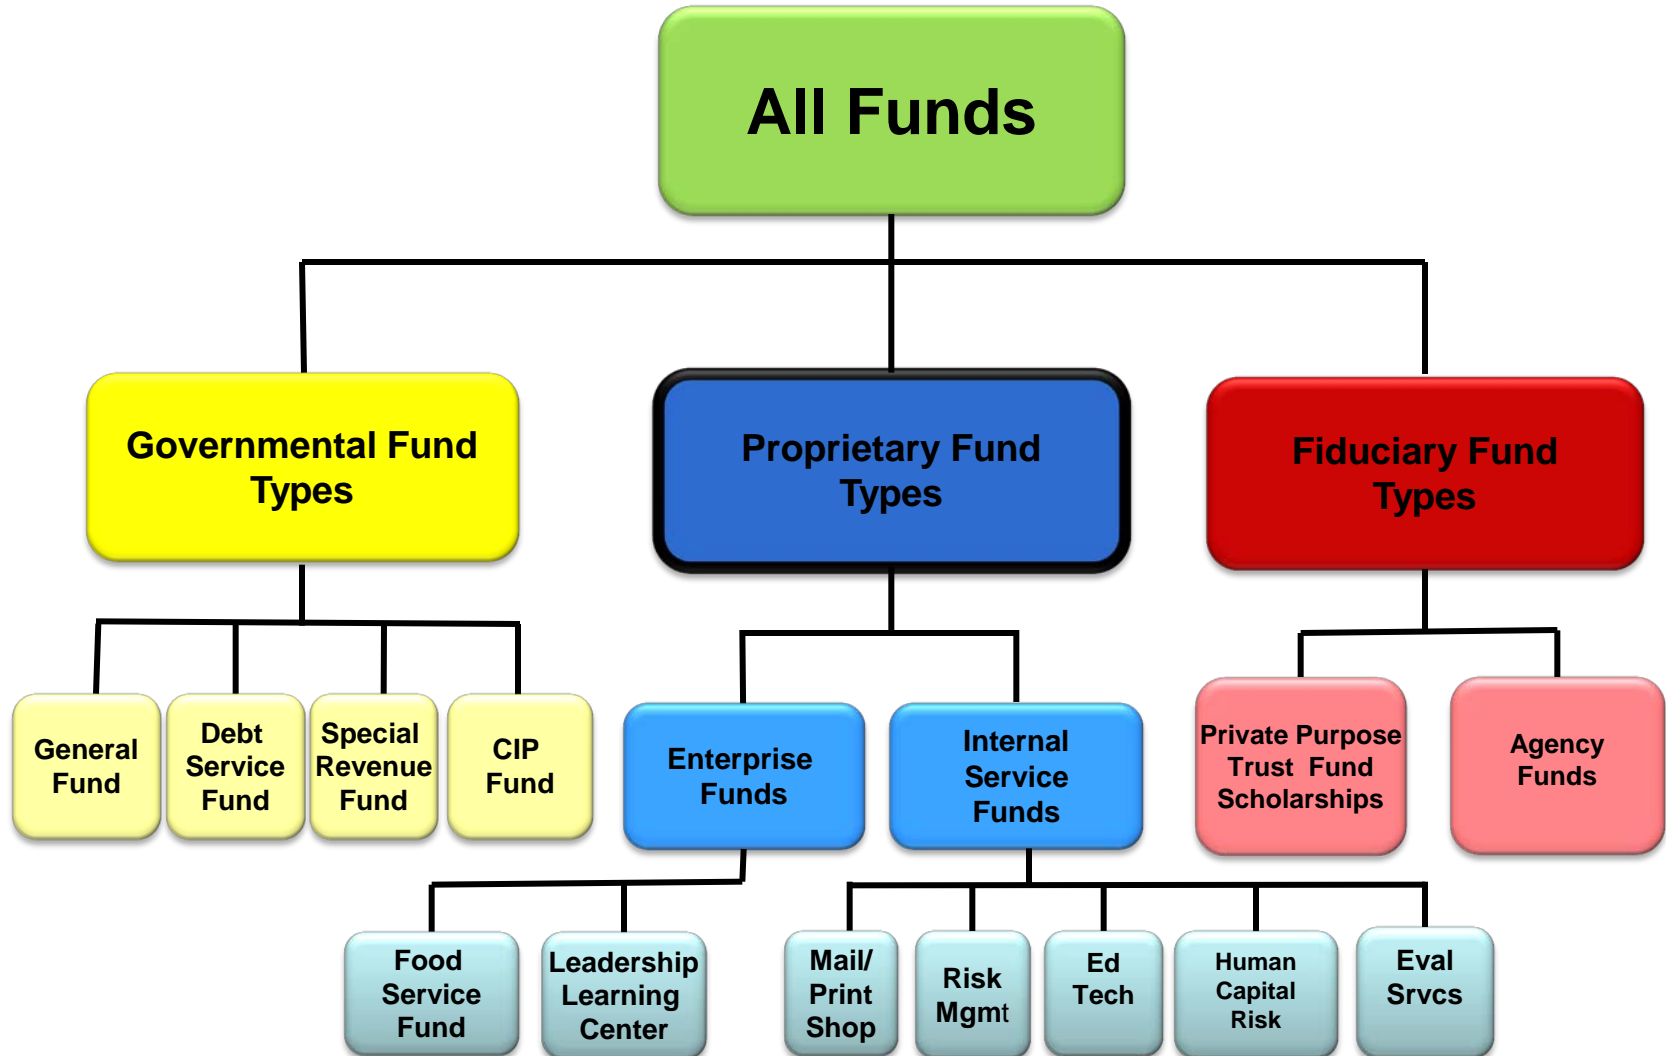 All Funds
Governmental Fund
Types
Proprietary Fund
Types
Fiduciary Fund
Types
General
Fund
Debt
Service
Fund
Special
Revenue
Fund
CIP
Fund
Enterprise
Funds
Internal
Service
Funds
Private Purpose
Trust Fund
Scholarships
Agency
Funds
Food
Service
Fund
Leadership
Learning
Center
Mail/
Print
Shop
Risk
Mgmt
Ed
Tech
Human
Capital
Risk
Eval
Srvcs